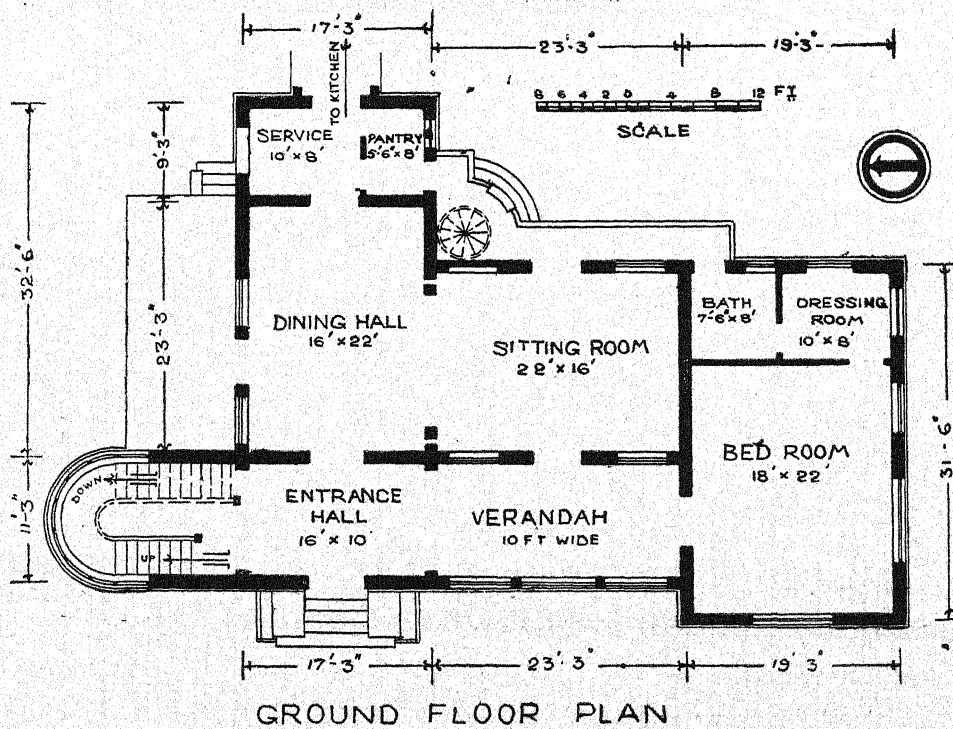 17'-3"
23'-3"
19'-3"
TO KITCHEN
8 6 4 2 0 4 8 12 FT
SCALE
SERVICE
10' × 8'
PANTRY
5'-6" × 8'
9'-3"
32'-6"
23'-3"
11'-3"
DINING HALL
16' × 22'
SITTING ROOM
22' × 16'
BATH
7'-6" × 8'
DRESSING
ROOM
10' × 8'
BED ROOM
18' × 22'
31'-6"
DOWN
UP
ENTRANCE
HALL
16' × 10'
VERANDAH
10 FT WIDE
17'-3"
23'-3"
19'-3"
GROUND FLOOR PLAN